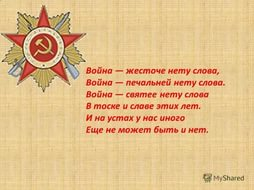 Война — жесточе нету слова,
Война — печальней нету слова.
Война — святее нету слова
В тоске и славе этих лет.
И на устах у нас иного
Еще не может быть и нет.
MyShared